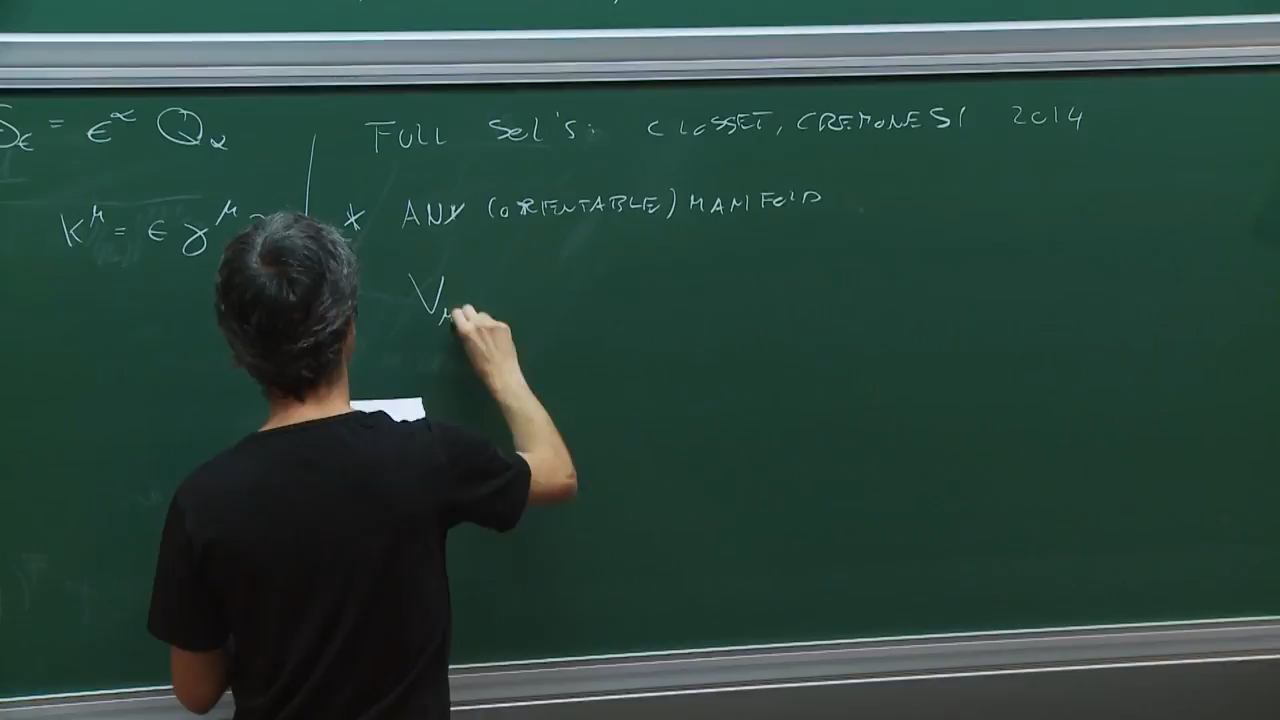 δ_ϵ = ϵ^α Q_α
FULL SOL'S: CLOSSET, CREMONESI 2014
K^μ = ϵ γ^μ
* ANY (ORIENTABLE) MANIFOLD
V_μ